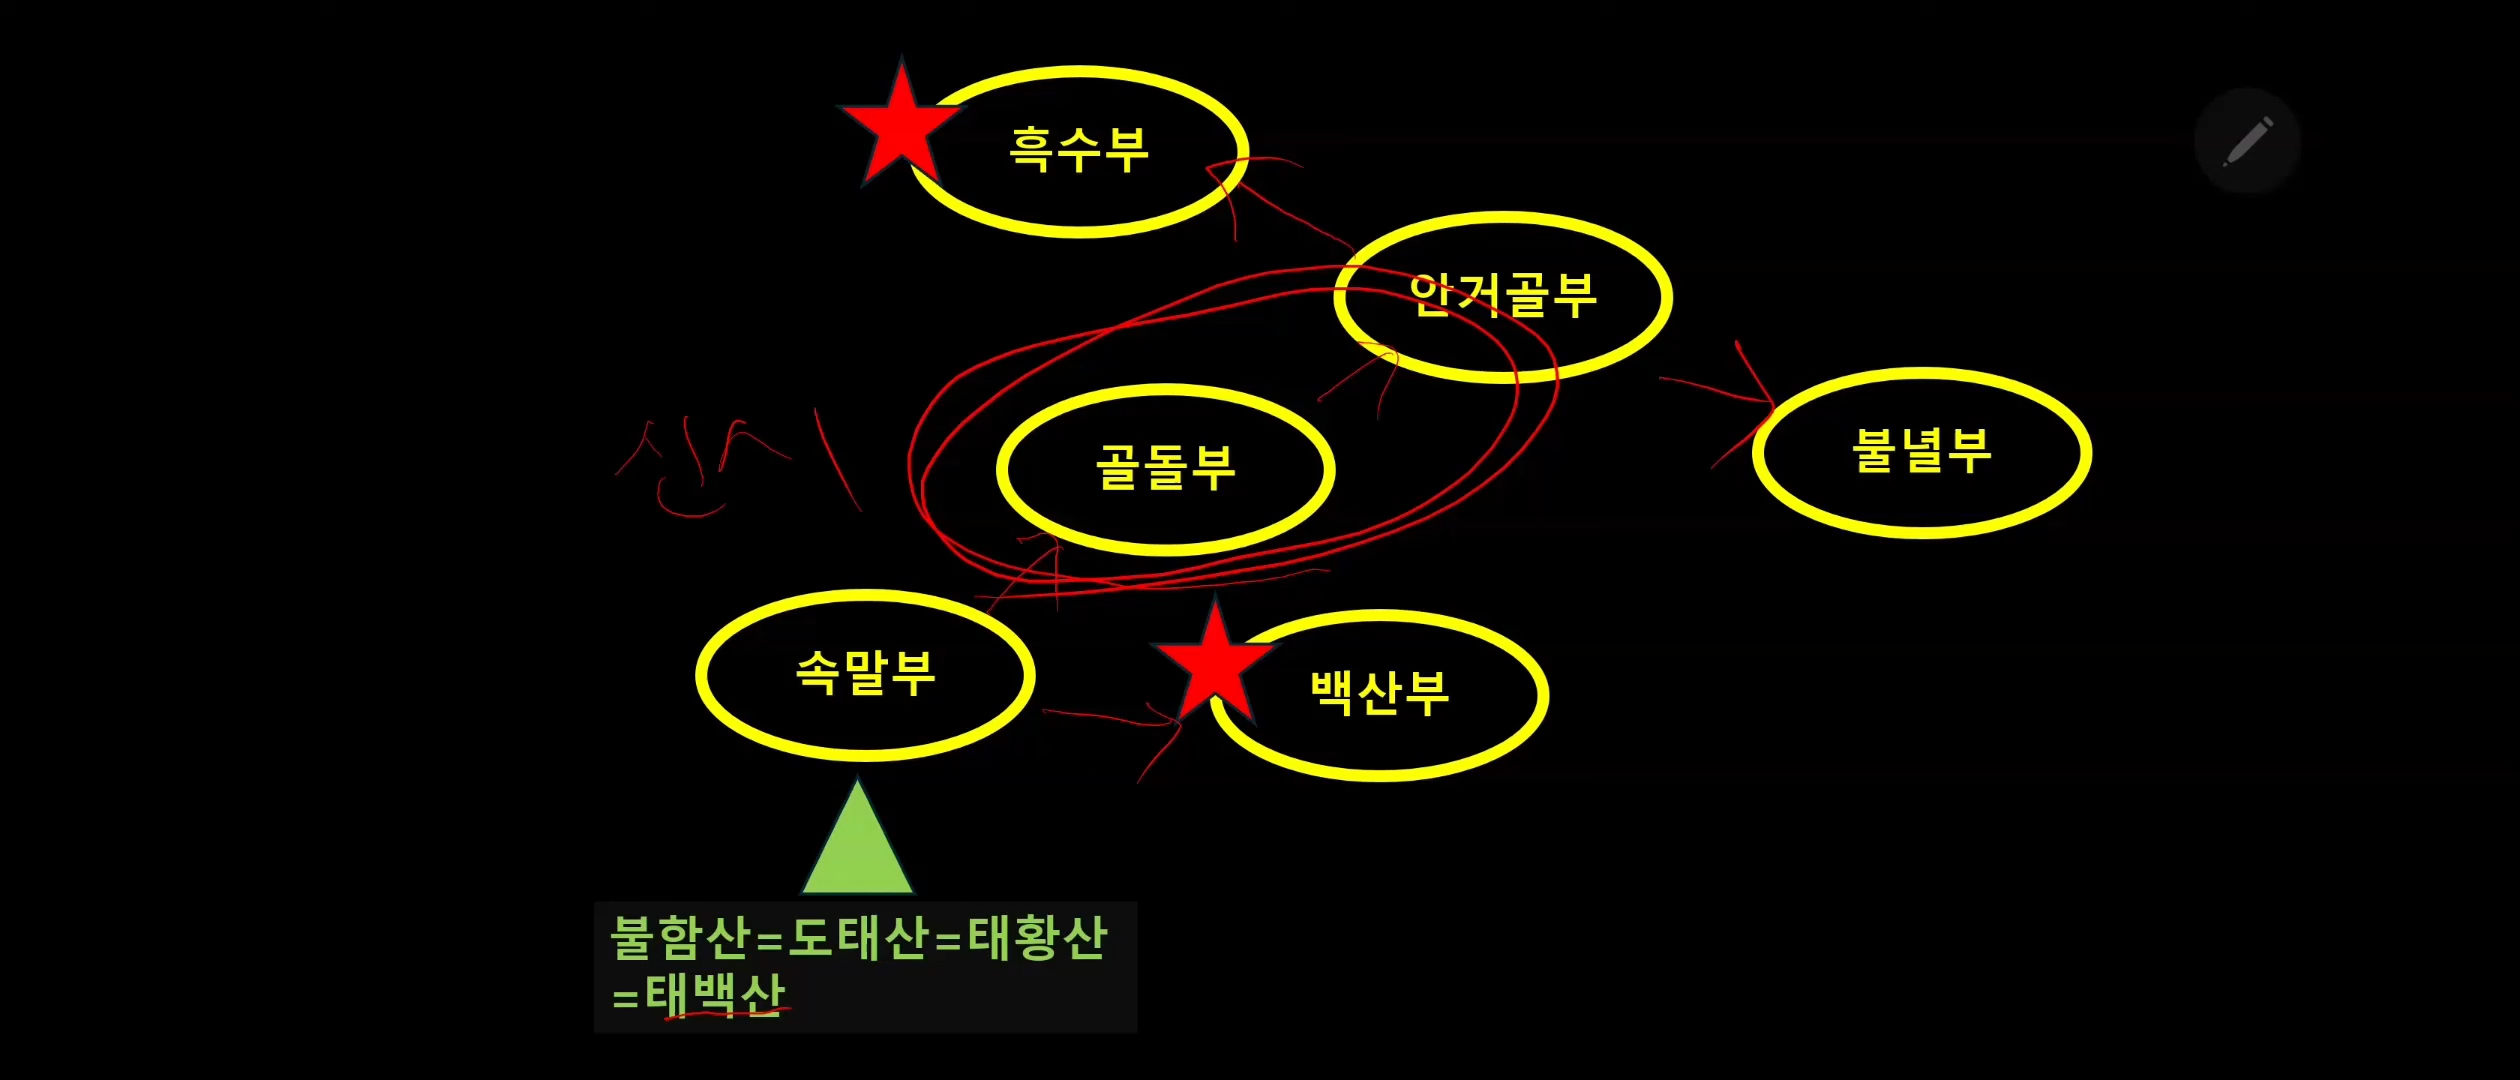 흑수부
안거골부
골돌부
불녈부
속말부
백산부
불함산=도태산=태황산
=태백산